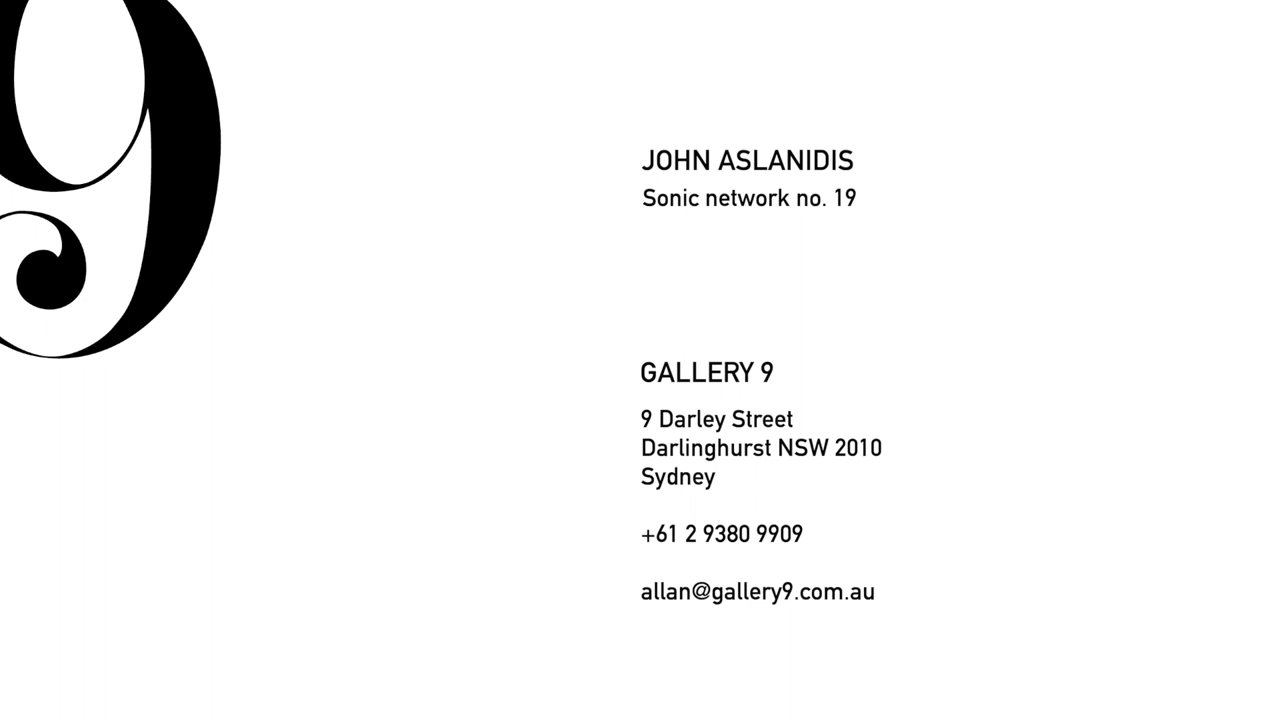 9
JOHN ASLANIDIS
Sonic network no. 19
GALLERY 9
9 Darley Street
Darlinghurst NSW 2010
Sydney
+61 2 9380 9909
allan@gallery9.com.au